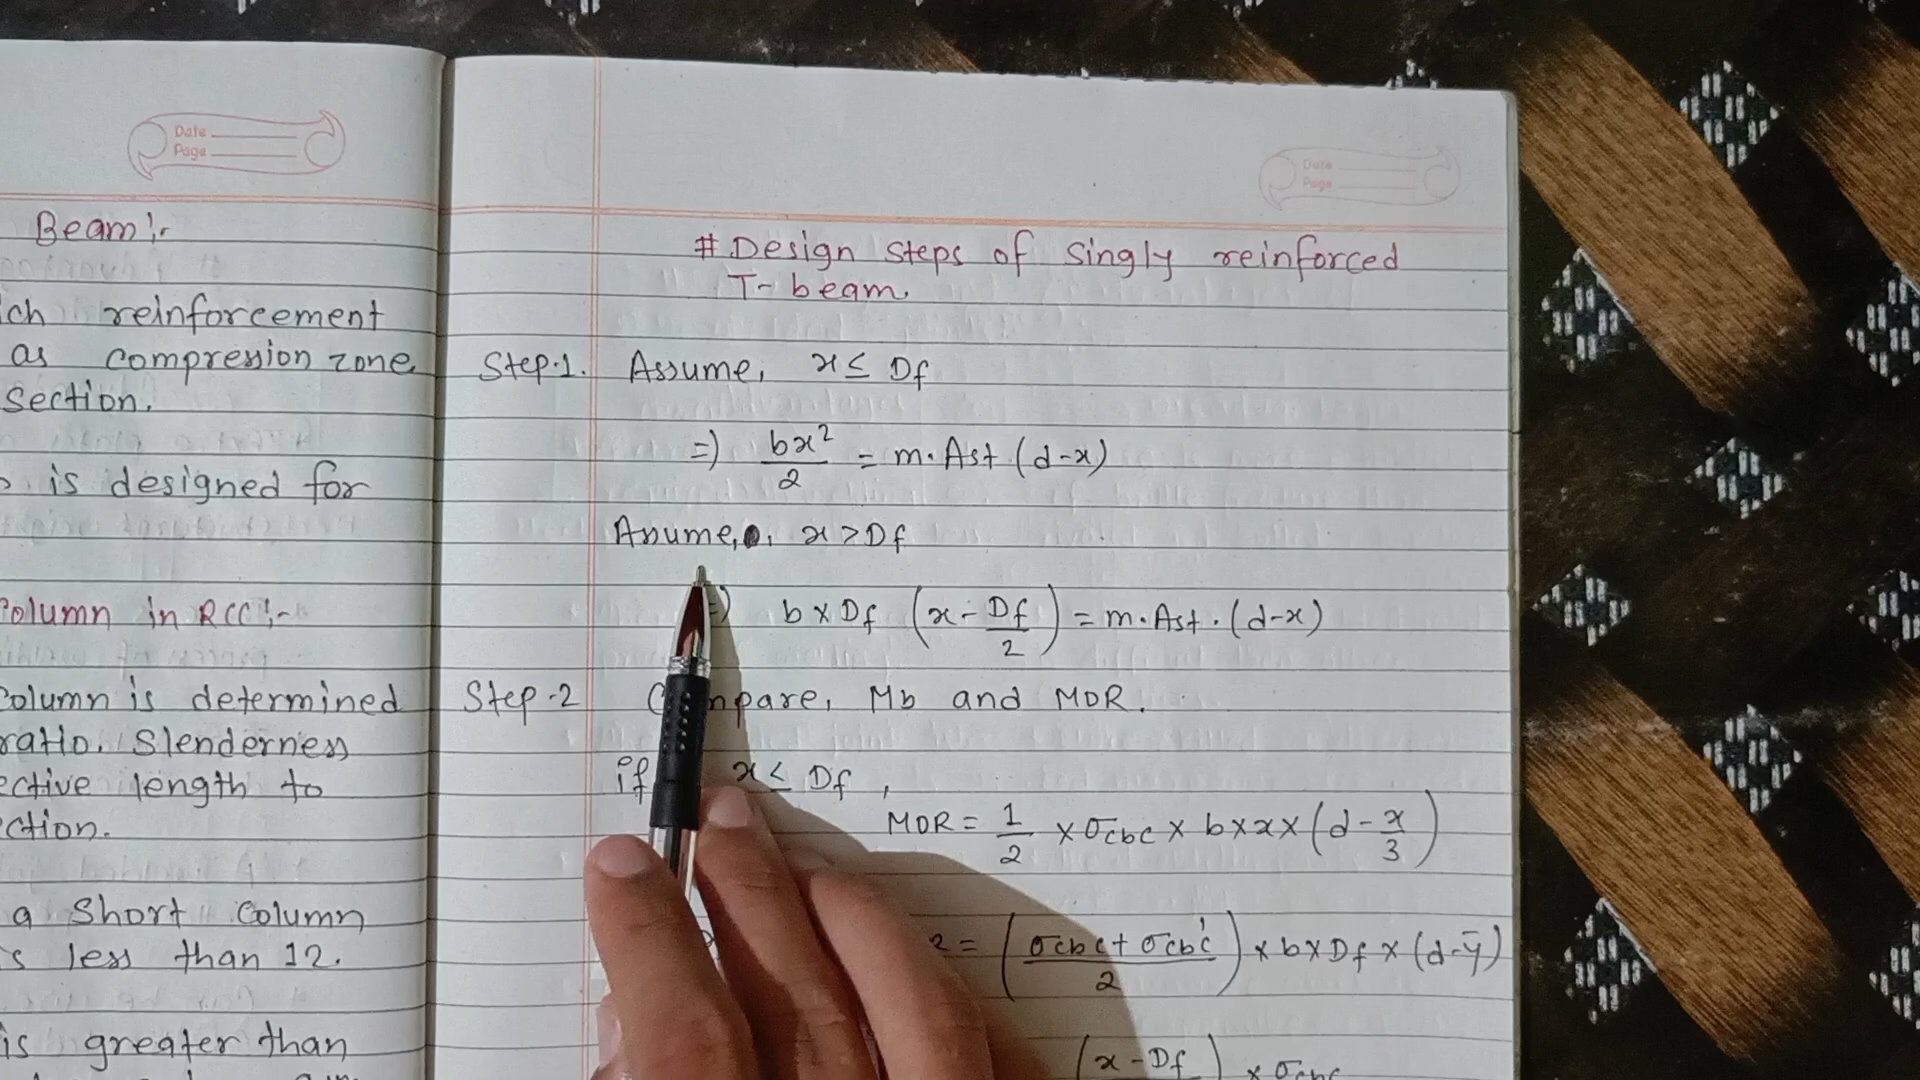 Date
Page
Beam:-
reinforcement
as compression zone
section.
is designed for
Column in RCC:-
Column is determined
ratio. Slenderness
length to
a short column
less than 12.
is greater than
Date
Page
# Design steps of singly reinforced
T- beam.
Step.1. Assume, x ≤ Df
=) bx²/2 = m.Ast (d-x)
Assume, x > Df
=) b x Df (x - Df/2) = m.Ast.(d-x)
Step-2 Compare, Mb and MOR.
if x ≤ Df,
MOR = 1/2 x σcbc x b x x x (d - x/3)
= (σcbc + σcbc'/2) x b x Df x (d-ȳ)
(x - Df) x σcbc